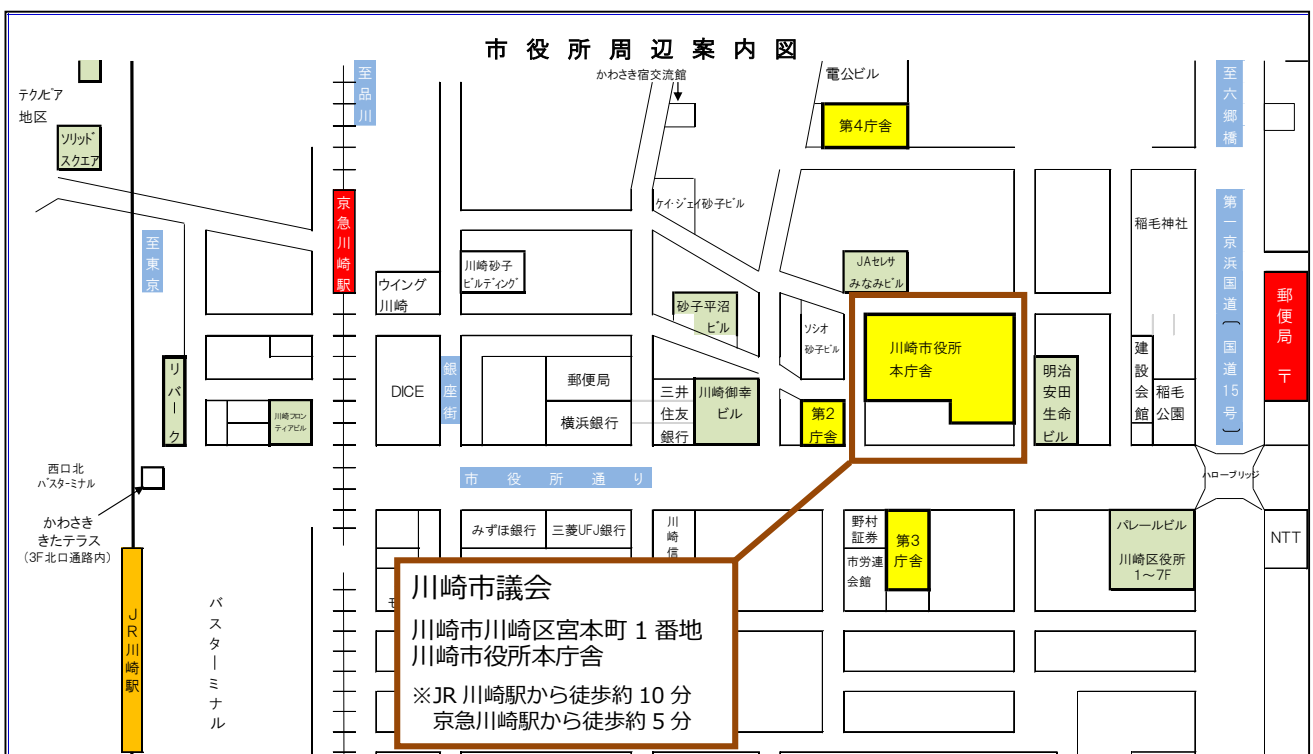 市役所周辺案内図
かわさき宿交流館
電公ビル
第4庁舎
至品川
至六郷橋
テクノピア
地区
ソリッド
スクエア
京急川崎駅
至東京
ケイ・ジェイ砂子ビル
稲毛神社
第一京浜国道(国道15号)
川崎砂子
ビルディング
JAセレサ
みなみビル
ウイング
川崎
砂子平沼
ビル
ソシオ
砂子ビル
川崎市役所
本庁舎
郵便局
〒
リバーク
DICE
銀座街
郵便局
横浜銀行
三井
住友
銀行
川崎御幸
ビル
第2
庁舎
明治
安田
生命
ビル
建設会館
稲毛
公園
川崎フロン
ティアビル
西口北
バスターミナル
市役所通り
ハローブリッジ
かわさき
きたテラス
(3F北口通路内)
みずほ銀行
三菱UFJ銀行
川崎信
野村
証券
市労連
会館
第3
庁舎
パレールビル
川崎区役所
1~7F
NTT
JR川崎駅
バスターミナル
モ
川崎市議会
川崎市川崎区宮本町1番地
川崎市役所本庁舎
※JR川崎駅から徒歩約10分
京急川崎駅から徒歩約5分